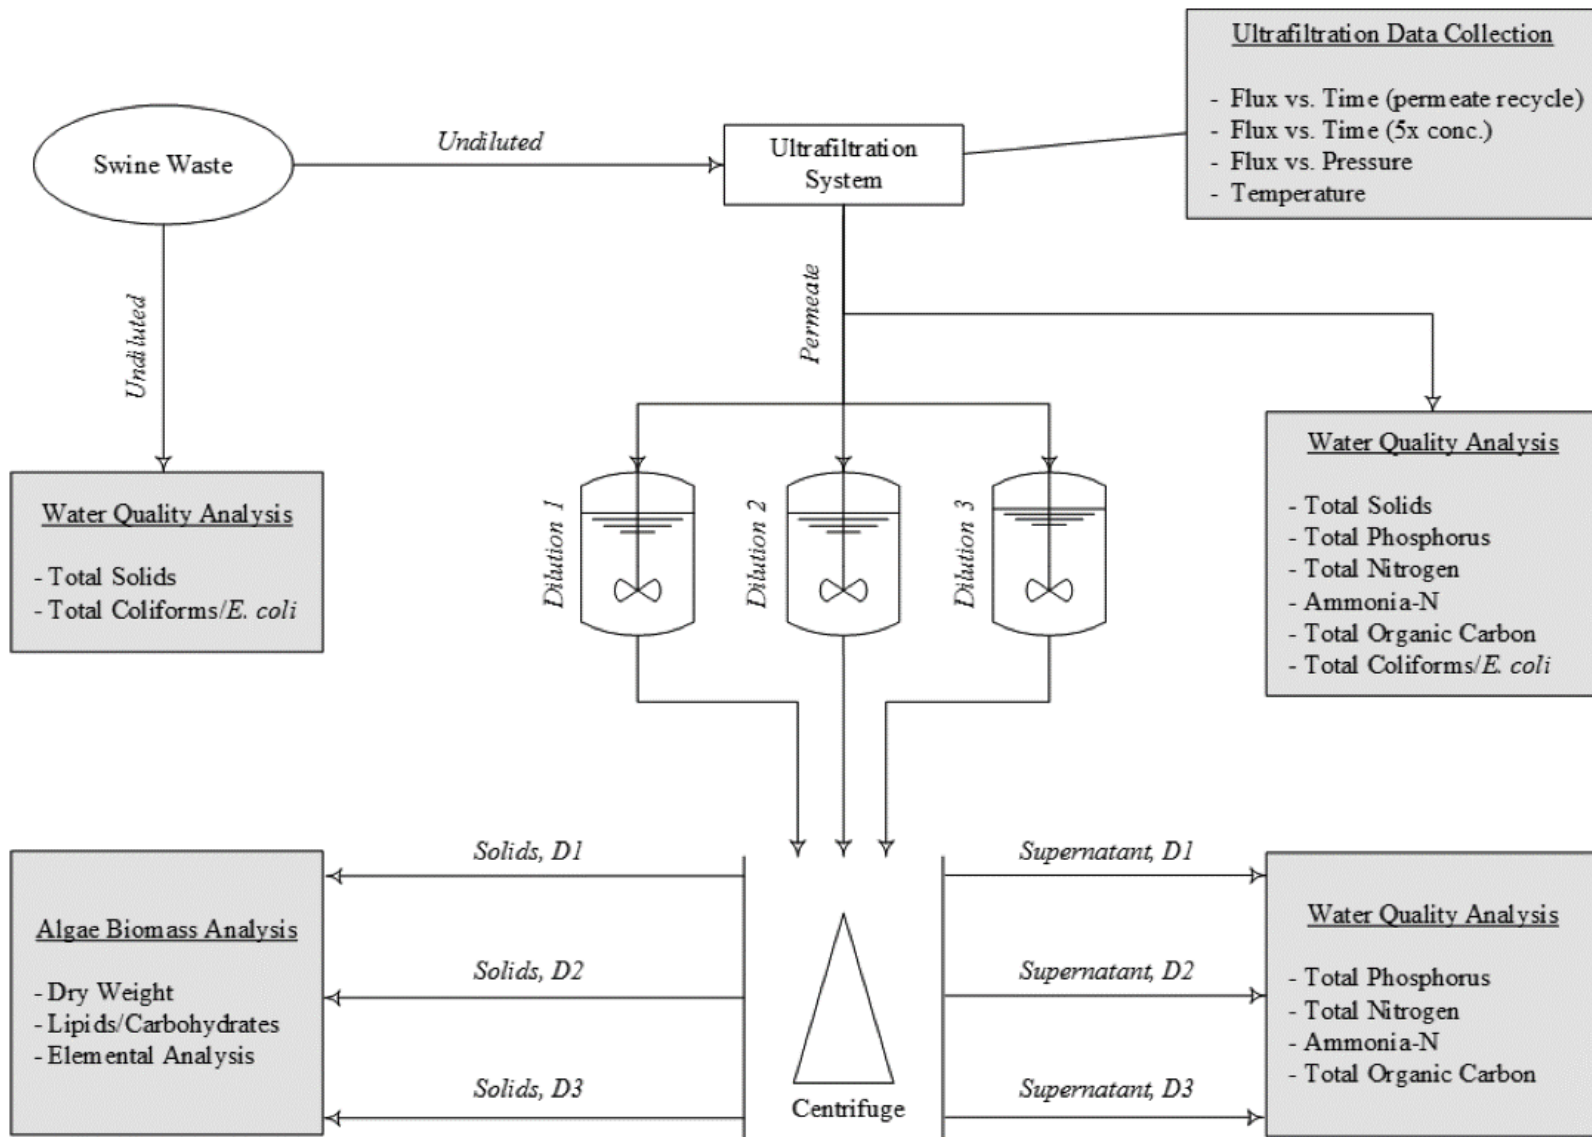 Ultrafiltration Data Collection
- Flux vs. Time (permeate recycle)
- Flux vs. Time (5x conc.)
- Flux vs. Pressure
- Temperature
Swine Waste
Undiluted
Ultrafiltration
System
Undiluted
Permeate
Water Quality Analysis
- Total Solids
- Total Coliforms/E. coli
Dilution 1
Dilution 2
Dilution 3
Water Quality Analysis
- Total Solids
- Total Phosphorus
- Total Nitrogen
- Ammonia-N
- Total Organic Carbon
- Total Coliforms/E. coli
Algae Biomass Analysis
- Dry Weight
- Lipids/Carbohydrates
- Elemental Analysis
Solids, D1
Solids, D2
Solids, D3
Centrifuge
Supernatant, D1
Supernatant, D2
Supernatant, D3
Water Quality Analysis
- Total Phosphorus
- Total Nitrogen
- Ammonia-N
- Total Organic Carbon